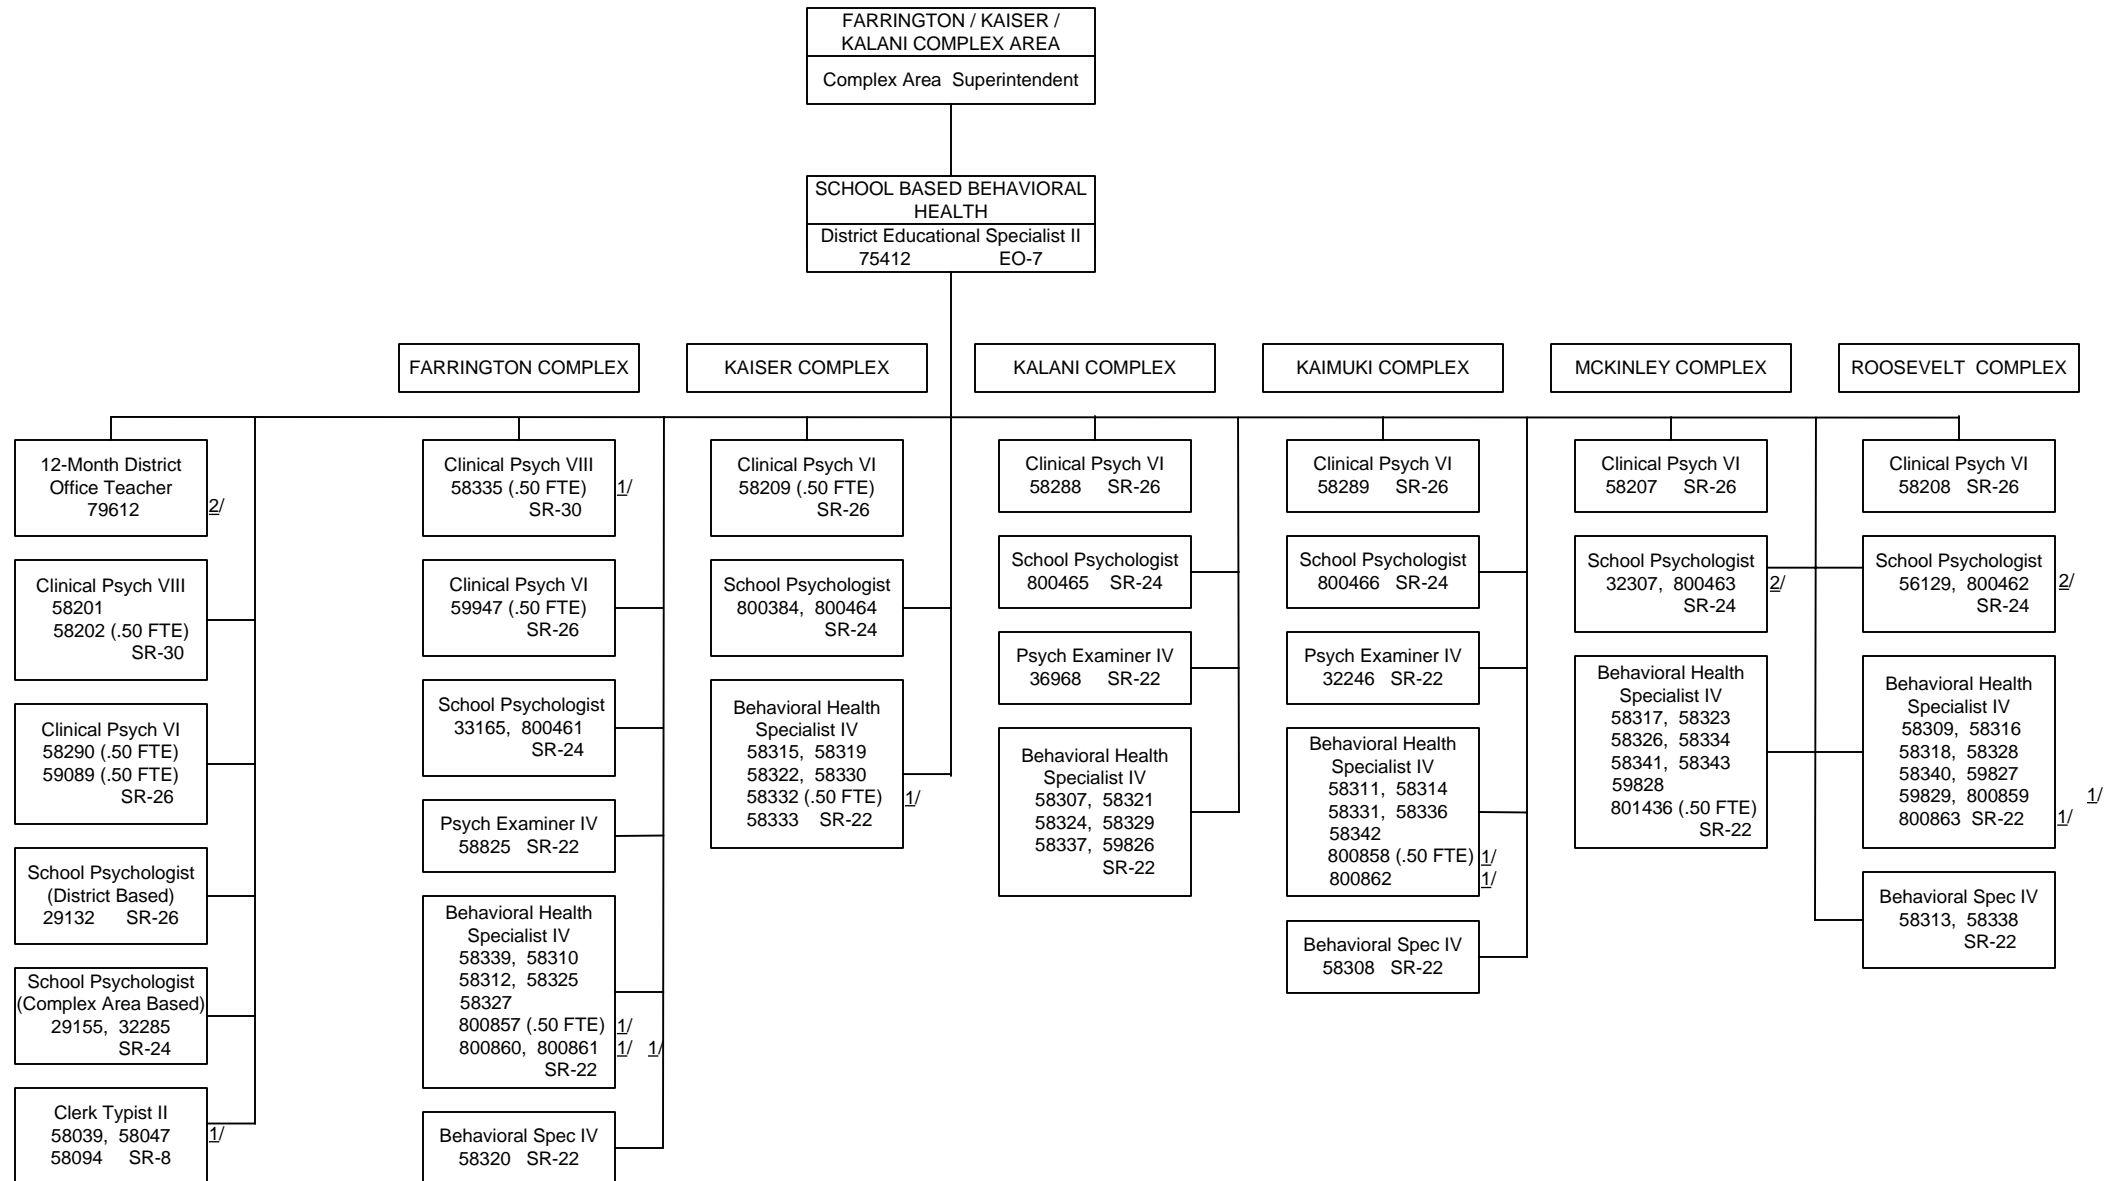 FARRINGTON / KAISER /
KALANI COMPLEX AREA
Complex Area Superintendent
SCHOOL BASED BEHAVIORAL
HEALTH
District Educational Specialist II
75412 EO-7
FARRINGTON COMPLEX
KAISER COMPLEX
KALANI COMPLEX
KAIMUKI COMPLEX
MCKINLEY COMPLEX
ROOSEVELT COMPLEX
12-Month District
Office Teacher
79612
2/
Clinical Psych VIII
58201
58202 (.50 FTE)
SR-30
Clinical Psych VI
58290 (.50 FTE)
59089 (.50 FTE)
SR-26
School Psychologist
(District Based)
29132 SR-26
School Psychologist
(Complex Area Based)
29155, 32285
SR-24
Clerk Typist II
58039, 58047
1/
58094 SR-8
Clinical Psych VIII
58335 (.50 FTE)
1/
SR-30
Clinical Psych VI
59947 (.50 FTE)
SR-26
School Psychologist
33165, 800461
SR-24
Psych Examiner IV
58825 SR-22
Behavioral Health
Specialist IV
58339, 58310
58312, 58325
58327
800857 (.50 FTE) 1/
800860, 800861 1/ 1/
SR-22
Behavioral Spec IV
58320 SR-22
Clinical Psych VI
58209 (.50 FTE)
SR-26
School Psychologist
800384, 800464
SR-24
Behavioral Health
Specialist IV
58315, 58319
58322, 58330
58332 (.50 FTE) 1/
58333 SR-22
Clinical Psych VI
58288 SR-26
School Psychologist
800465 SR-24
Psych Examiner IV
36968 SR-22
Behavioral Health
Specialist IV
58307, 58321
58324, 58329
58337, 59826
SR-22
Clinical Psych VI
58289 SR-26
School Psychologist
800466 SR-24
Psych Examiner IV
32246 SR-22
Behavioral Health
Specialist IV
58311, 58314
58331, 58336
58342
800858 (.50 FTE) 1/
800862 1/
Behavioral Spec IV
58308 SR-22
Clinical Psych VI
58207 SR-26
School Psychologist
32307, 800463 2/
SR-24
Behavioral Health
Specialist IV
58317, 58323
58326, 58334
58341, 58343
59828
801436 (.50 FTE)
SR-22
Clinical Psych VI
58208 SR-26
School Psychologist
56129, 800462 2/
SR-24
Behavioral Health
Specialist IV
58309, 58316
58318, 58328
58340, 59827
59829, 800859 1/
800863 SR-22 1/
Behavioral Spec IV
58313, 58338
SR-22